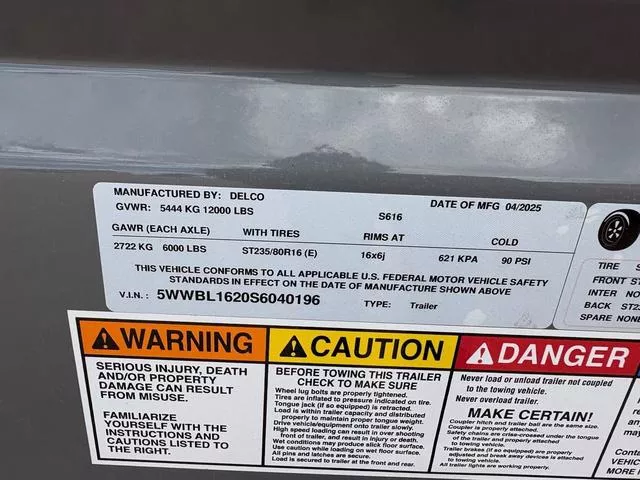 MANUFACTURED BY: DELCO
GVWR: 5444 KG 12000 LBS
S616
DATE OF MFG 04/2025
GAWR (EACH AXLE) WITH TIRES RIMS AT COLD
2722 KG 6000 LBS ST235/80R16 (E) 16x6j 621 KPA 90 PSI
THIS VEHICLE CONFORMS TO ALL APPLICABLE U.S. FEDERAL MOTOR VEHICLE SAFETY
STANDARDS IN EFFECT ON THE DATE OF MANUFACTURE SHOWN ABOVE
V.I.N.: 5WWBL1620S6040196 TYPE: Trailer
TIRE
FRONT ST
INTER NO
BACK ST23
SPARE NONE
WARNING
SERIOUS INJURY, DEATH
AND/OR PROPERTY
DAMAGE CAN RESULT
FROM MISUSE.
FAMILIARIZE
YOURSELF WITH THE
INSTRUCTIONS AND
CAUTIONS LISTED TO
THE RIGHT.
CAUTION
BEFORE TOWING THIS TRAILER
CHECK TO MAKE SURE
Wheel lug bolts are properly tightened.
Tires are inflated to pressure indicated on tire.
Tongue jack (if so equipped) is retracted.
Load is within trailer capacity and distributed
properly to maintain proper tongue weight.
Drive vehicle/equipment onto trailer slowly.
High speed loading can result in over shooting
front of trailer, and result in injury or death.
Wet conditions may produce slick floor surface.
Use caution while loading on wet floor surface.
All pins and latches are secure.
Load is secured to trailer at the front and rear.
DANGER
Never load or unload trailer not coupled
to the towing vehicle.
Never overload trailer.
MAKE CERTAIN!
Coupler hitch and trailer ball are the same size.
Coupler is properly attached.
Safety chains are criss-crossed under the tongue
of the trailer and properly attached
to towing vehicle.
Trailer brakes (if so equipped) are properly
adjusted and break away cable is attached
to towing vehicle.
All trailer lights are working properly.